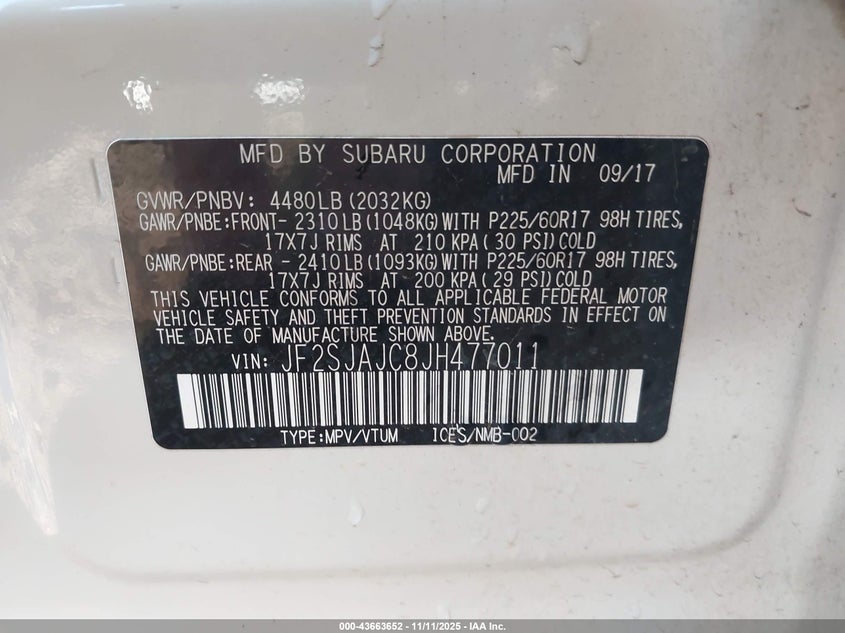 MFD BY SUBARU CORPORATION
MFD IN 09/17
GVWR/PNBV: 4480LB(2032KG)
GAWR/PNBE:FRONT- 2310LB(1048KG)WITH P225/60R17 98H TIRES,
17X7J RIMS AT 210 KPA(30 PSI)COLD
GAWR/PNBE:REAR - 2410LB(1093KG)WITH P225/60R17 98H TIRES,
17X7J RIMS AT 200 KPA(29 PSI)COLD
THIS VEHICLE CONFORMS TO ALL APPLICABLE FEDERAL MOTOR
VEHICLE SAFETY AND THEFT PREVENTION STANDARDS IN EFFECT ON
THE DATE OF MANUFACTURE SHOWN ABOVE.
VIN: JF2SJAJC8JH477011
TYPE:MPV/VTUM ICES/NMB-002
000-43663652 - 11/11/2025 - IAA Inc.